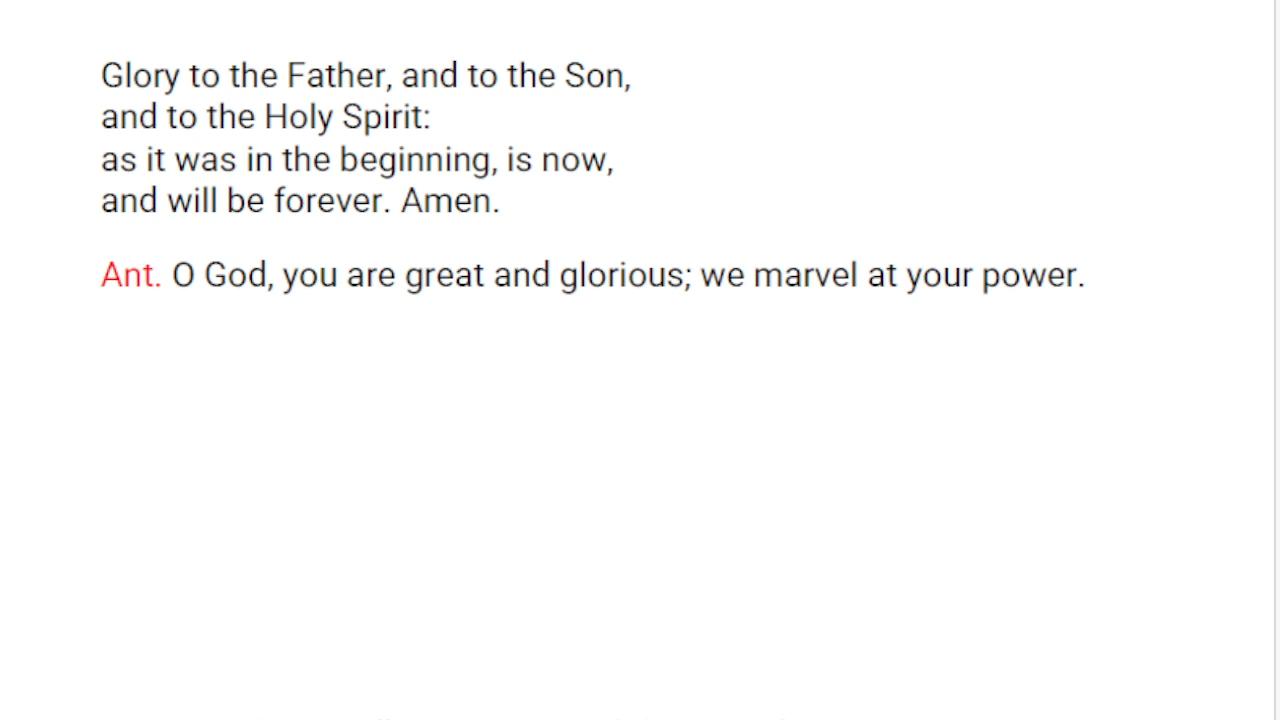 Glory to the Father, and to the Son,
and to the Holy Spirit:
as it was in the beginning, is now,
and will be forever. Amen.
Ant. O God, you are great and glorious; we marvel at your power.